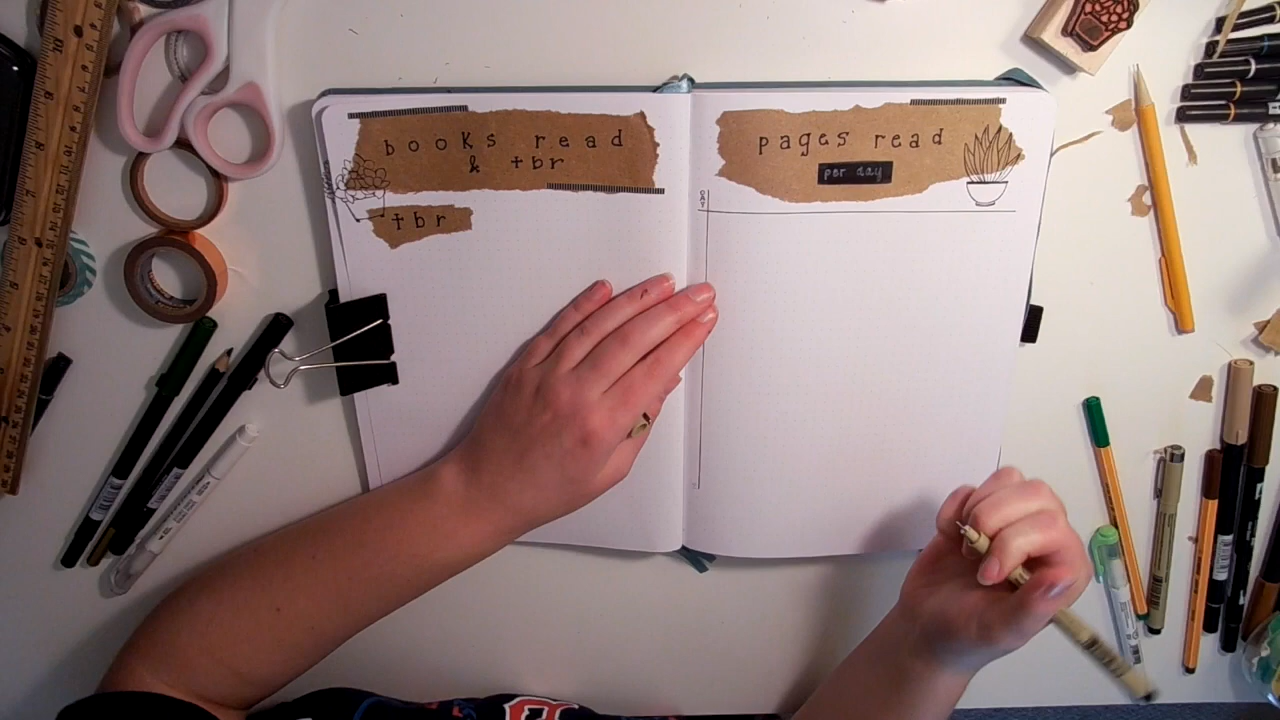 books read
& tbr
tbr
pages read
per day
DAY